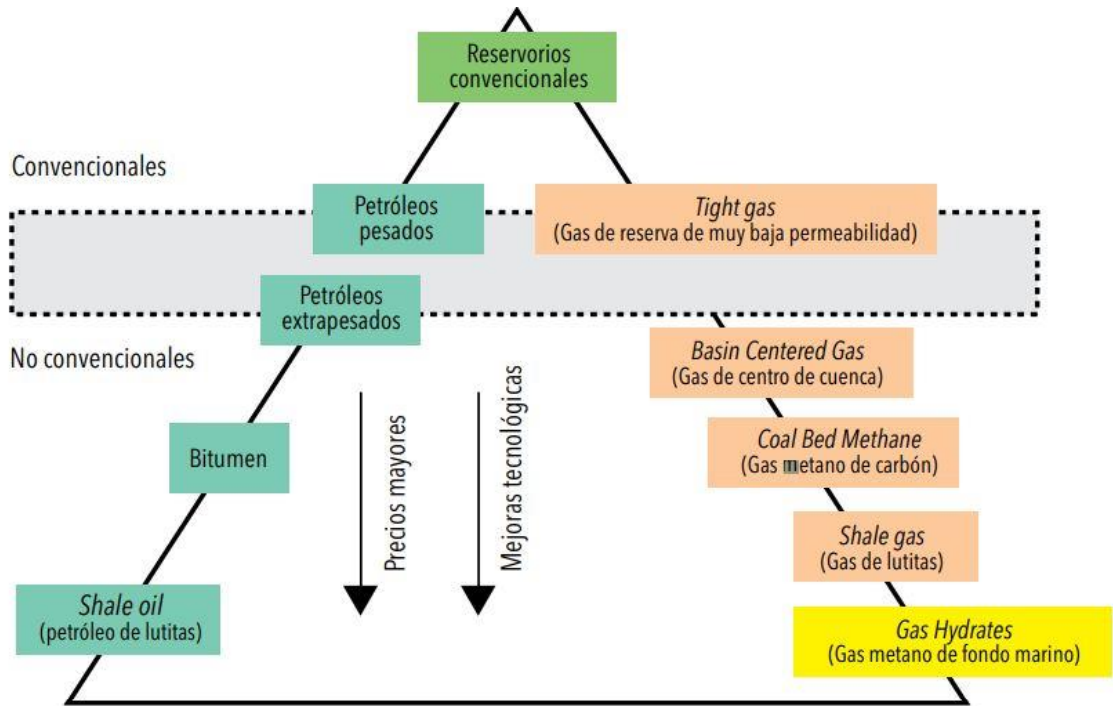 Reservorios
convencionales
Convencionales
Petróleos
pesados
Tight gas
(Gas de reserva de muy baja permeabilidad)
Petróleos
extrapesados
No convencionales
Basin Centered Gas
(Gas de centro de cuenca)
Precios mayores
Mejoras tecnológicas
Bitumen
Coal Bed Methane
(Gas metano de carbón)
Shale gas
(Gas de lutitas)
Shale oil
(petróleo de lutitas)
Gas Hydrates
(Gas metano de fondo marino)